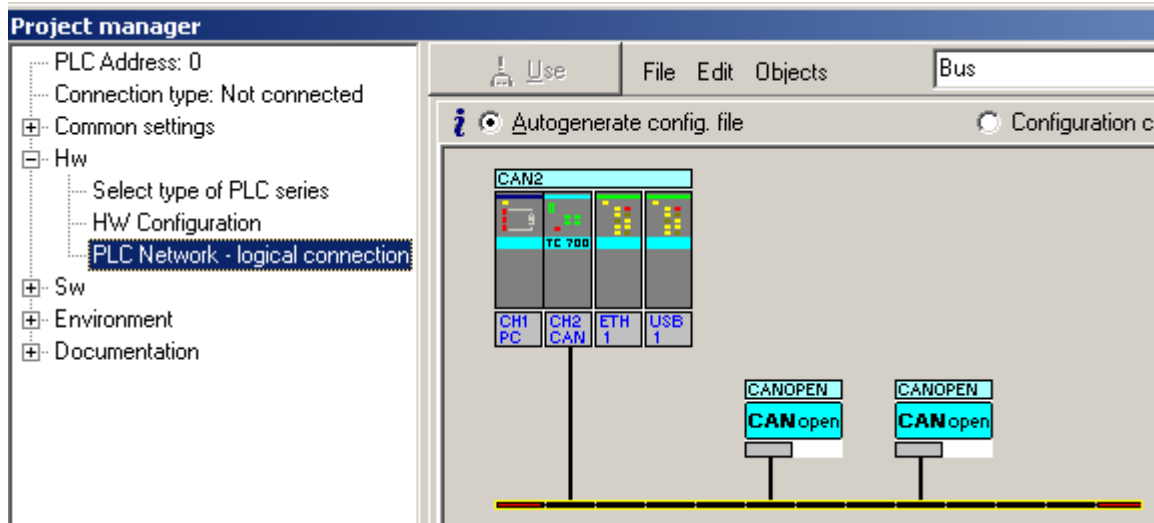 Project manager
PLC Address: 0
Connection type: Not connected
Common settings
Hw
Select type of PLC series
HW Configuration
PLC Network - logical connection
Sw
Environment
Documentation
Use File Edit Objects Bus
i Autogenerate config. file Configuration c
CAN2
TC 700
CH1 CH2 ETH USB
PC CAN 1 1
CANOPEN CANOPEN
CANopen CANopen